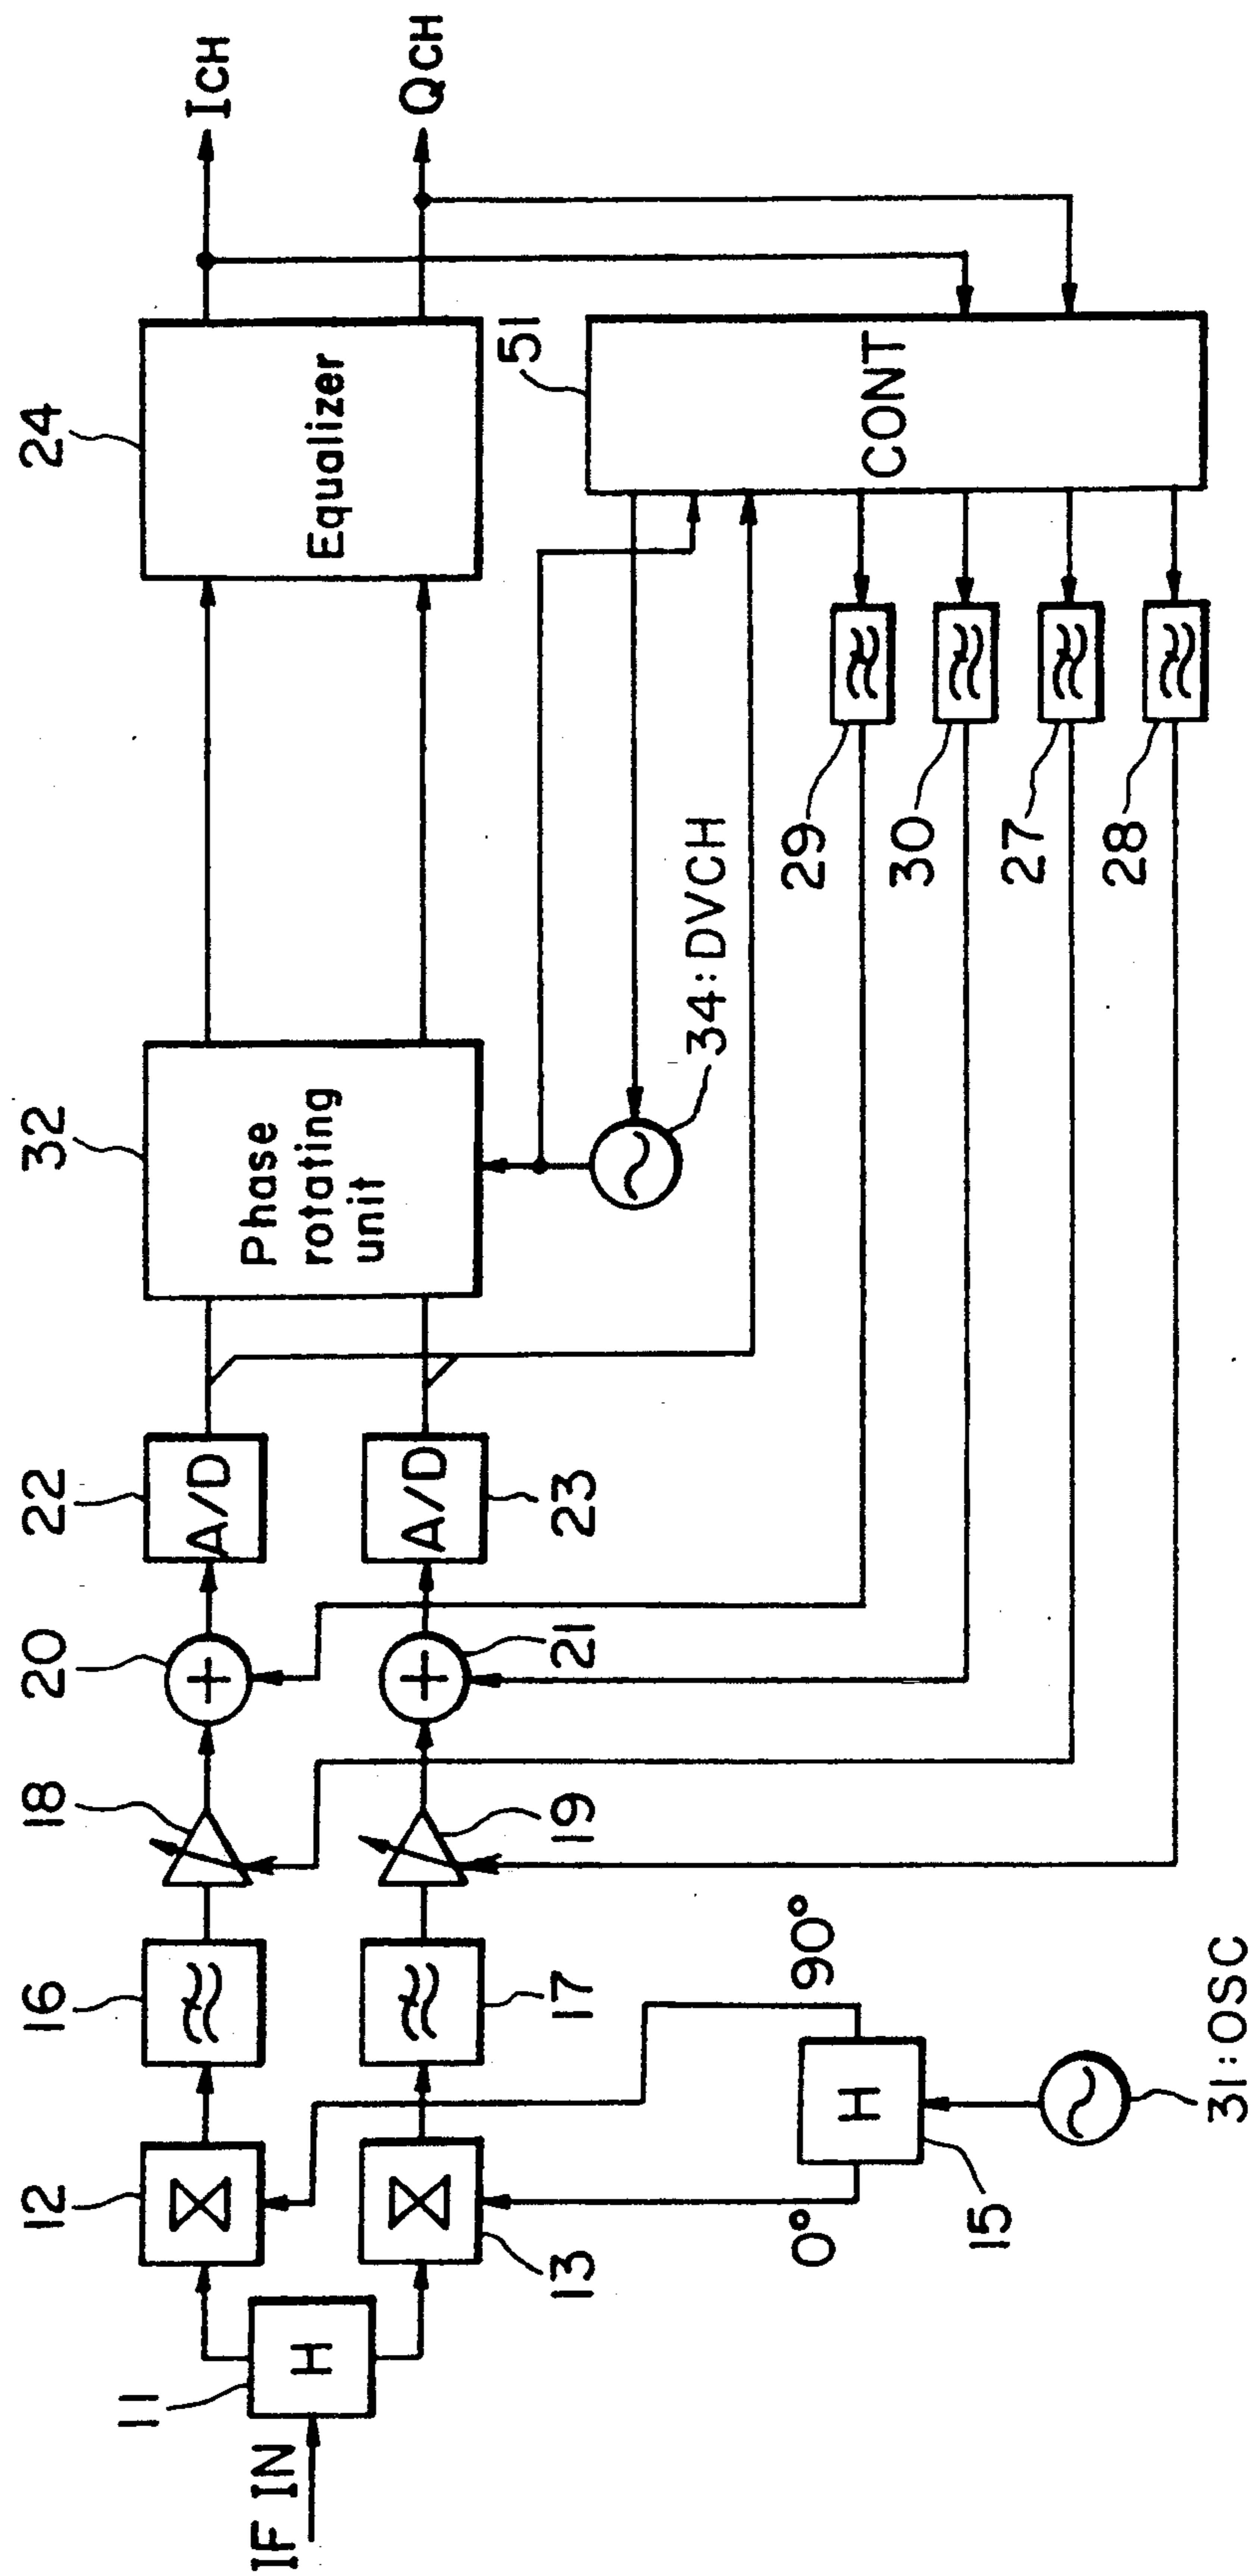 IF IN
11
H
12
13
16
17
18
19
20
21
22
A/D
23
A/D
32
Phase
rotating
unit
24
Equalizer
ICH
QCH
0°
90°
H
15
31:OSC
34:DVCH
51
CONT
29
30
27
28